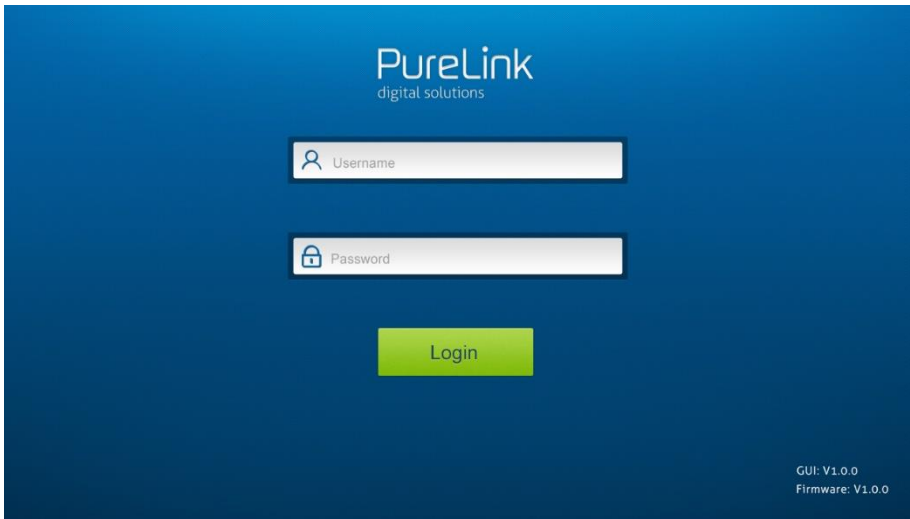 PureLink
digital solutions
Username
Password
Login
GUI: V1.0.0
Firmware: V1.0.0